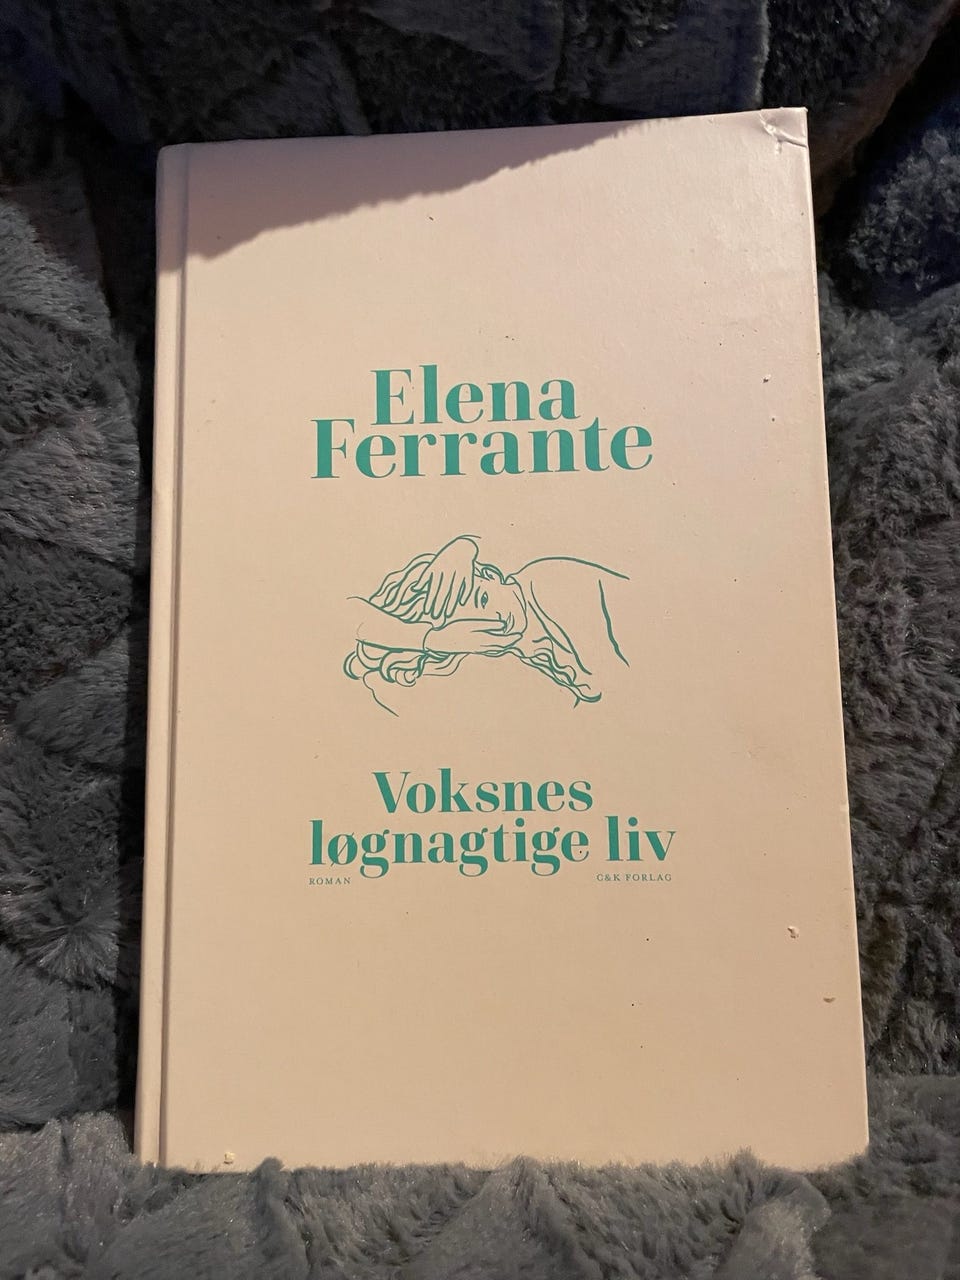 Elena
Ferrante
Voksnes
løgnagtige liv
ROMAN
C&K FORLAG